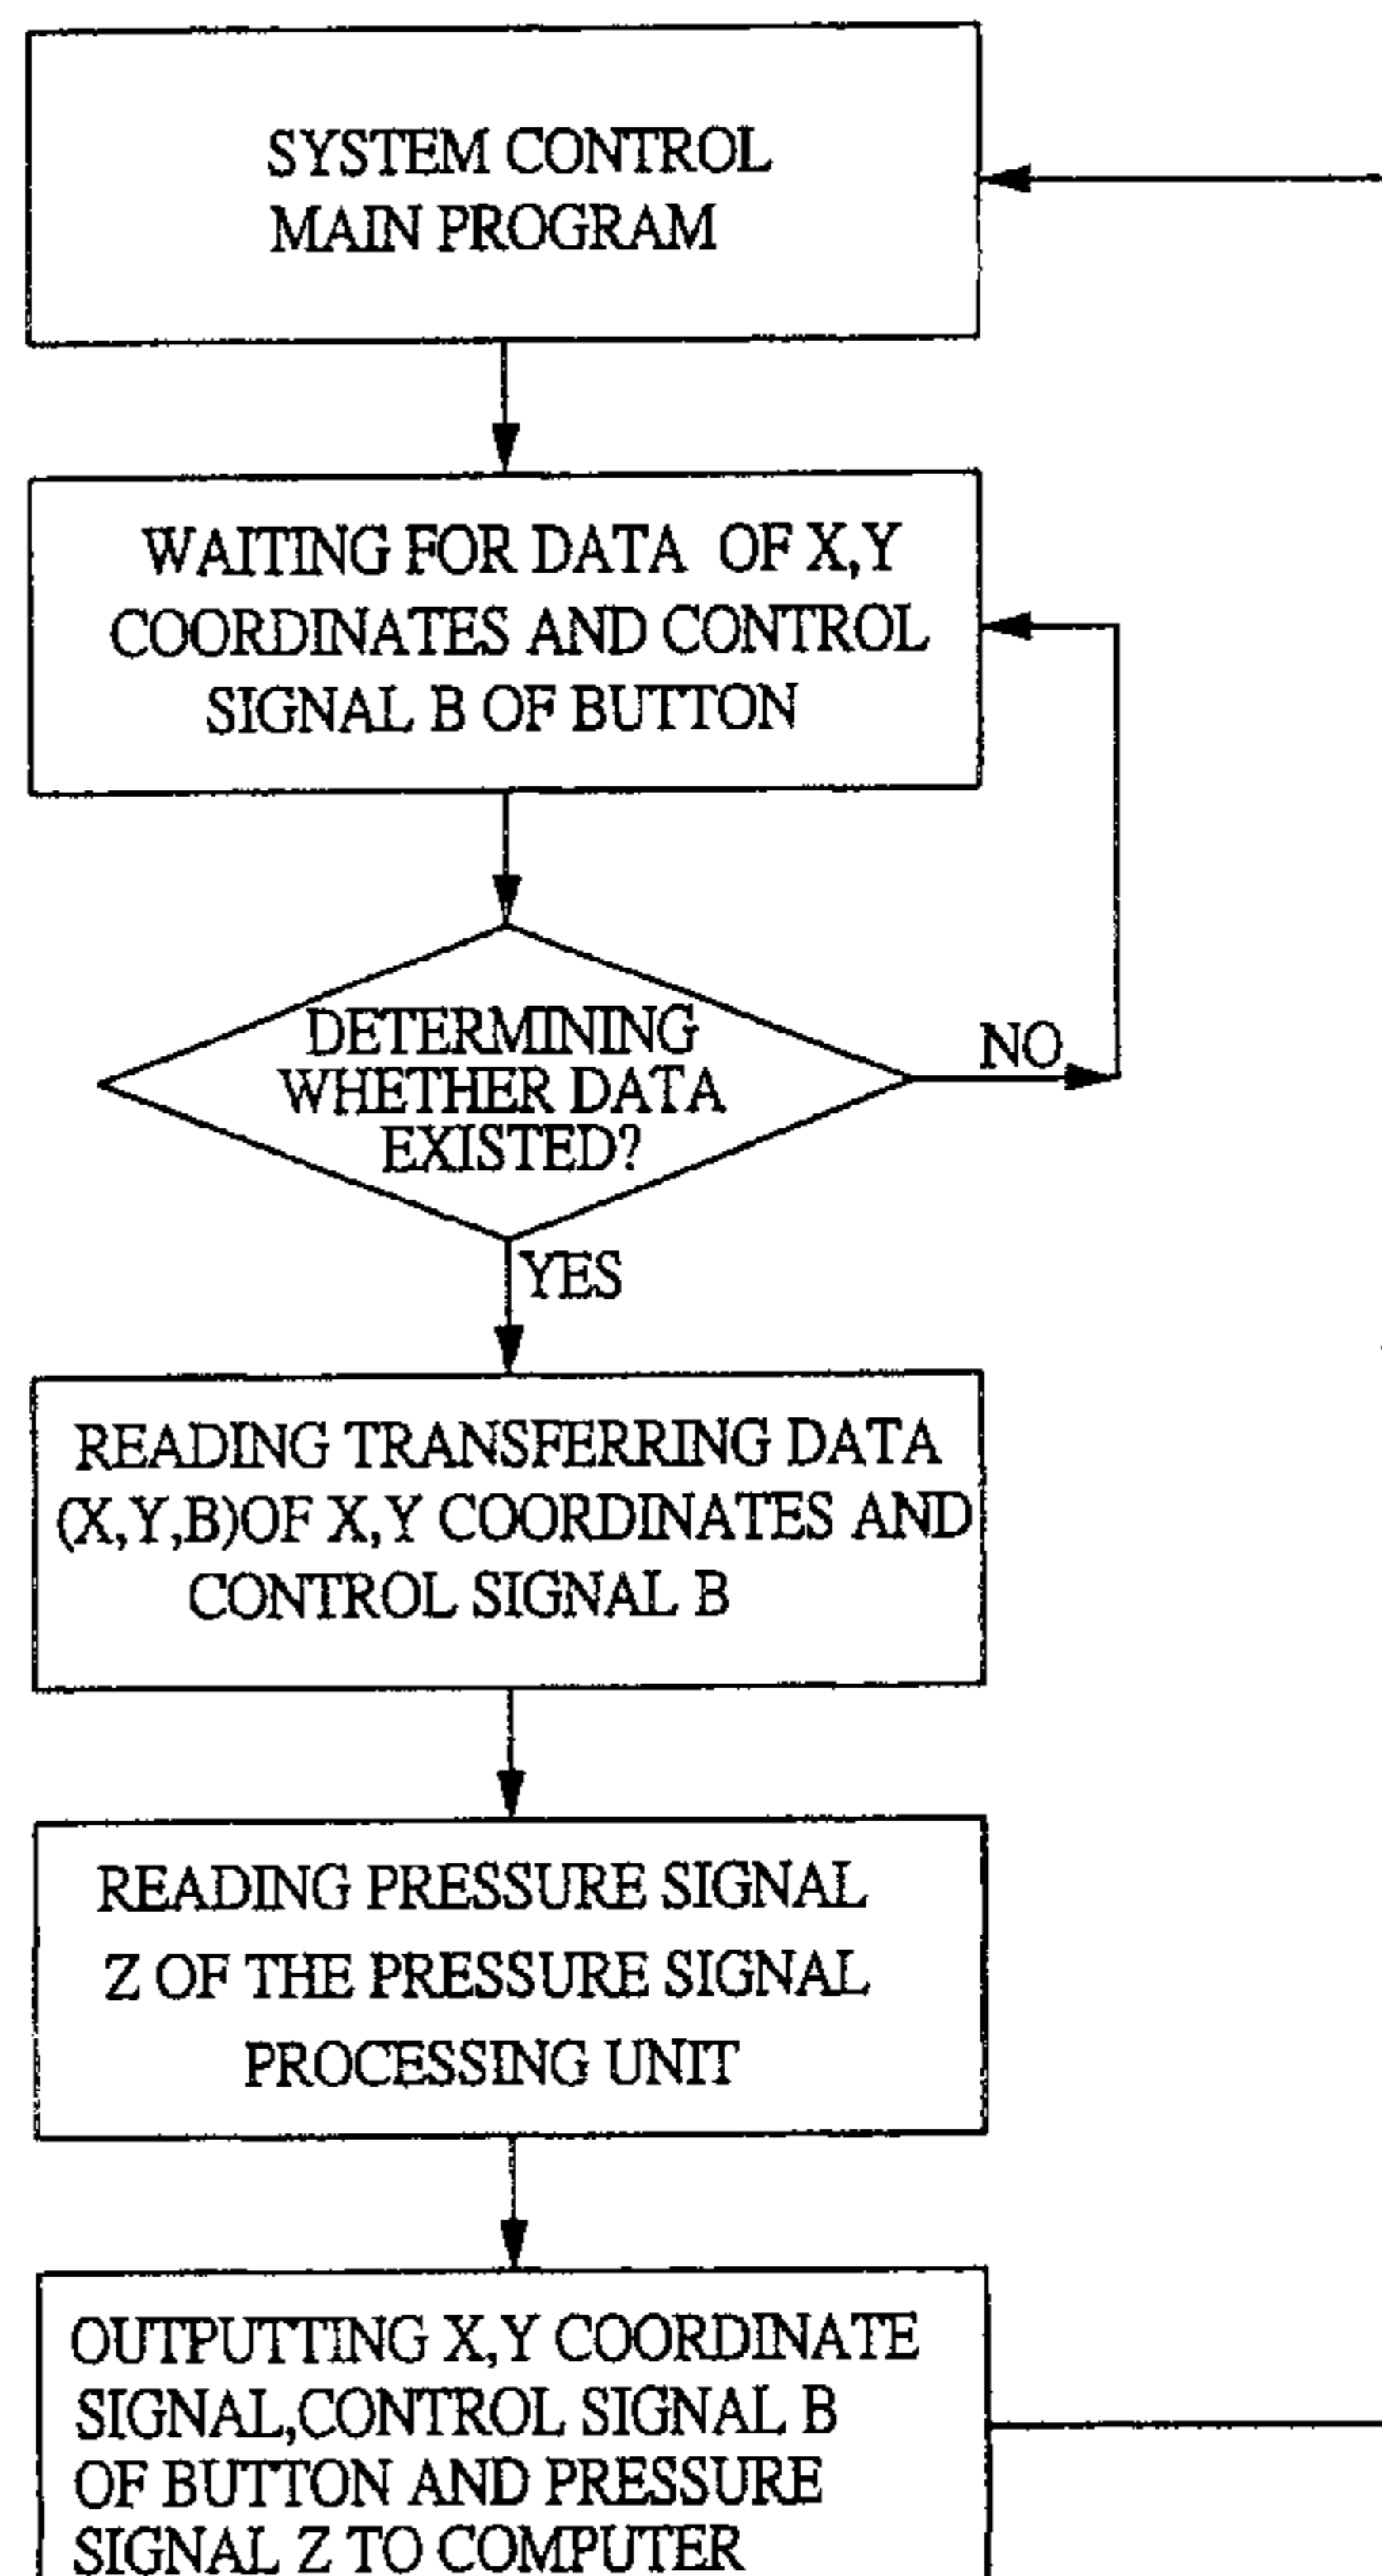 SYSTEM CONTROL
MAIN PROGRAM
WAITING FOR DATA OF X,Y
COORDINATES AND CONTROL
SIGNAL B OF BUTTON
DETERMINING
WHETHER DATA
EXISTED?
NO
YES
READING TRANSFERRING DATA
(X,Y,B)OF X,Y COORDINATES AND
CONTROL SIGNAL B
READING PRESSURE SIGNAL
Z OF THE PRESSURE SIGNAL
PROCESSING UNIT
OUTPUTTING X,Y COORDINATE
SIGNAL,CONTROL SIGNAL B
OF BUTTON AND PRESSURE
SIGNAL Z TO COMPUTER